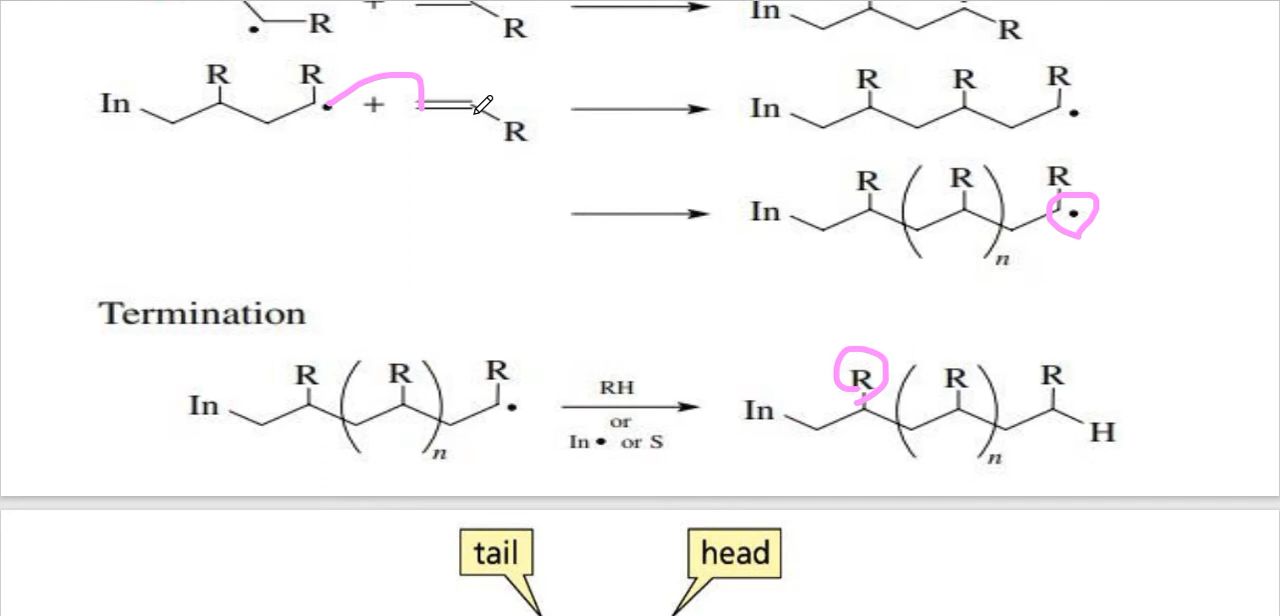 R + R In R
In R R + R In R R R
In R R R n
Termination
In R R R n RH or In• or S In R R R H n
tail head